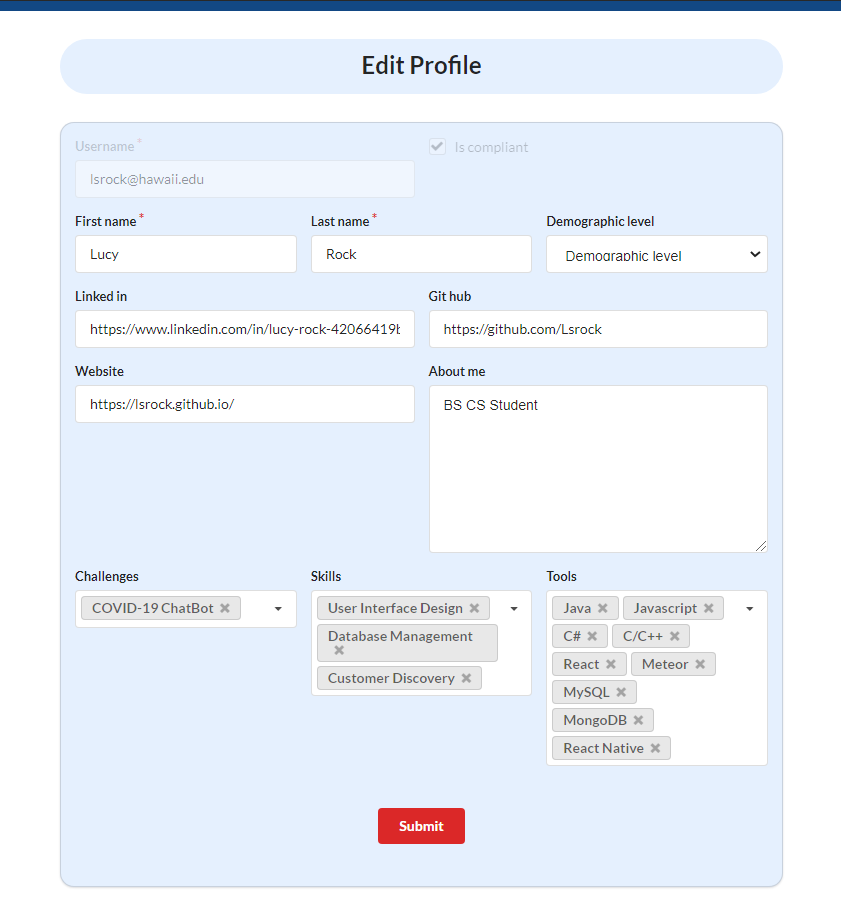 Edit Profile
Username * Is compliant
lsrock@hawaii.edu
First name * Last name * Demographic level
Lucy Rock Demographic level
Linked in Git hub
https://www.linkedin.com/in/lucy-rock-42066419b https://github.com/Lsrock
Website About me
https://lsrock.github.io/ BS CS Student
Challenges Skills Tools
COVID-19 ChatBot User Interface Design Java Javascript
Database Management C# C/C++
Customer Discovery React Meteor
MySQL
MongoDB
React Native
Submit